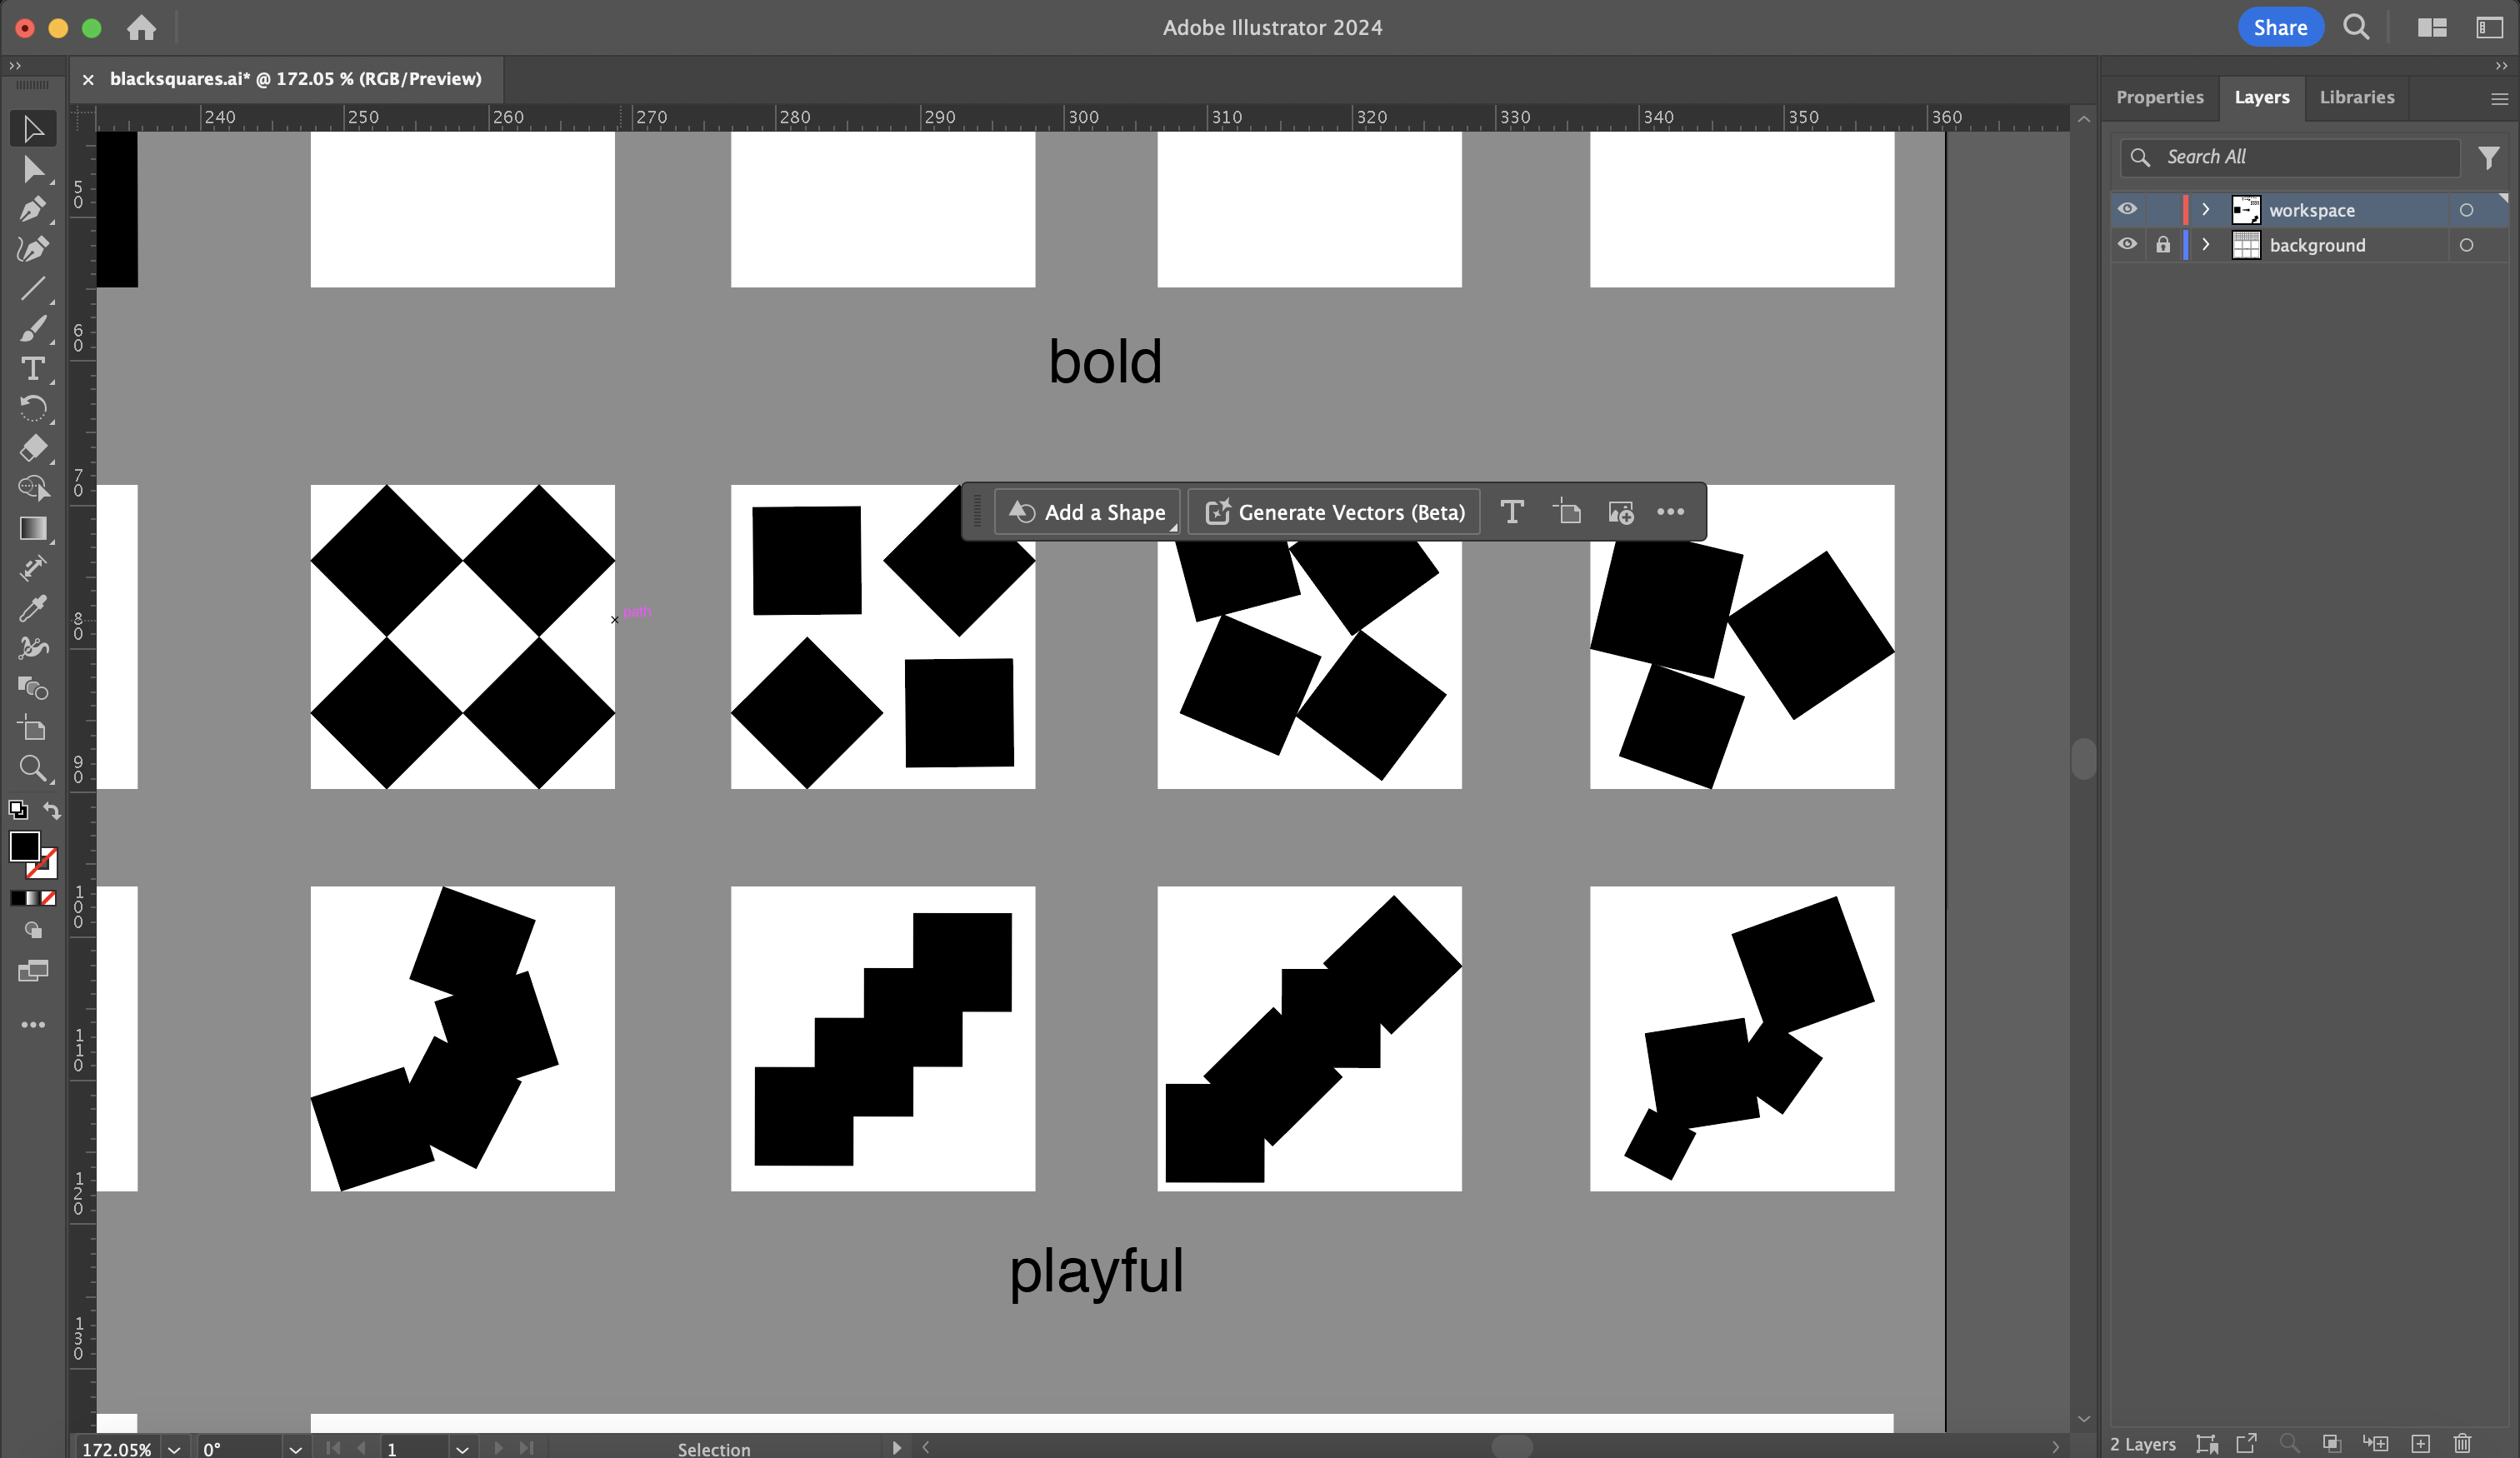 Adobe Illustrator 2024
Share
blacksquares.ai* @ 172.05 % (RGB/Preview)
Properties
Layers
Libraries
240 250 260 270 280 290 300 310 320 330 340 350 360
Search All
workspace
background
50
60
70
80
90
100
110
120
130
bold
Add a Shape
Generate Vectors (Beta)
path
playful
172.05%
0°
1
Selection
2 Layers